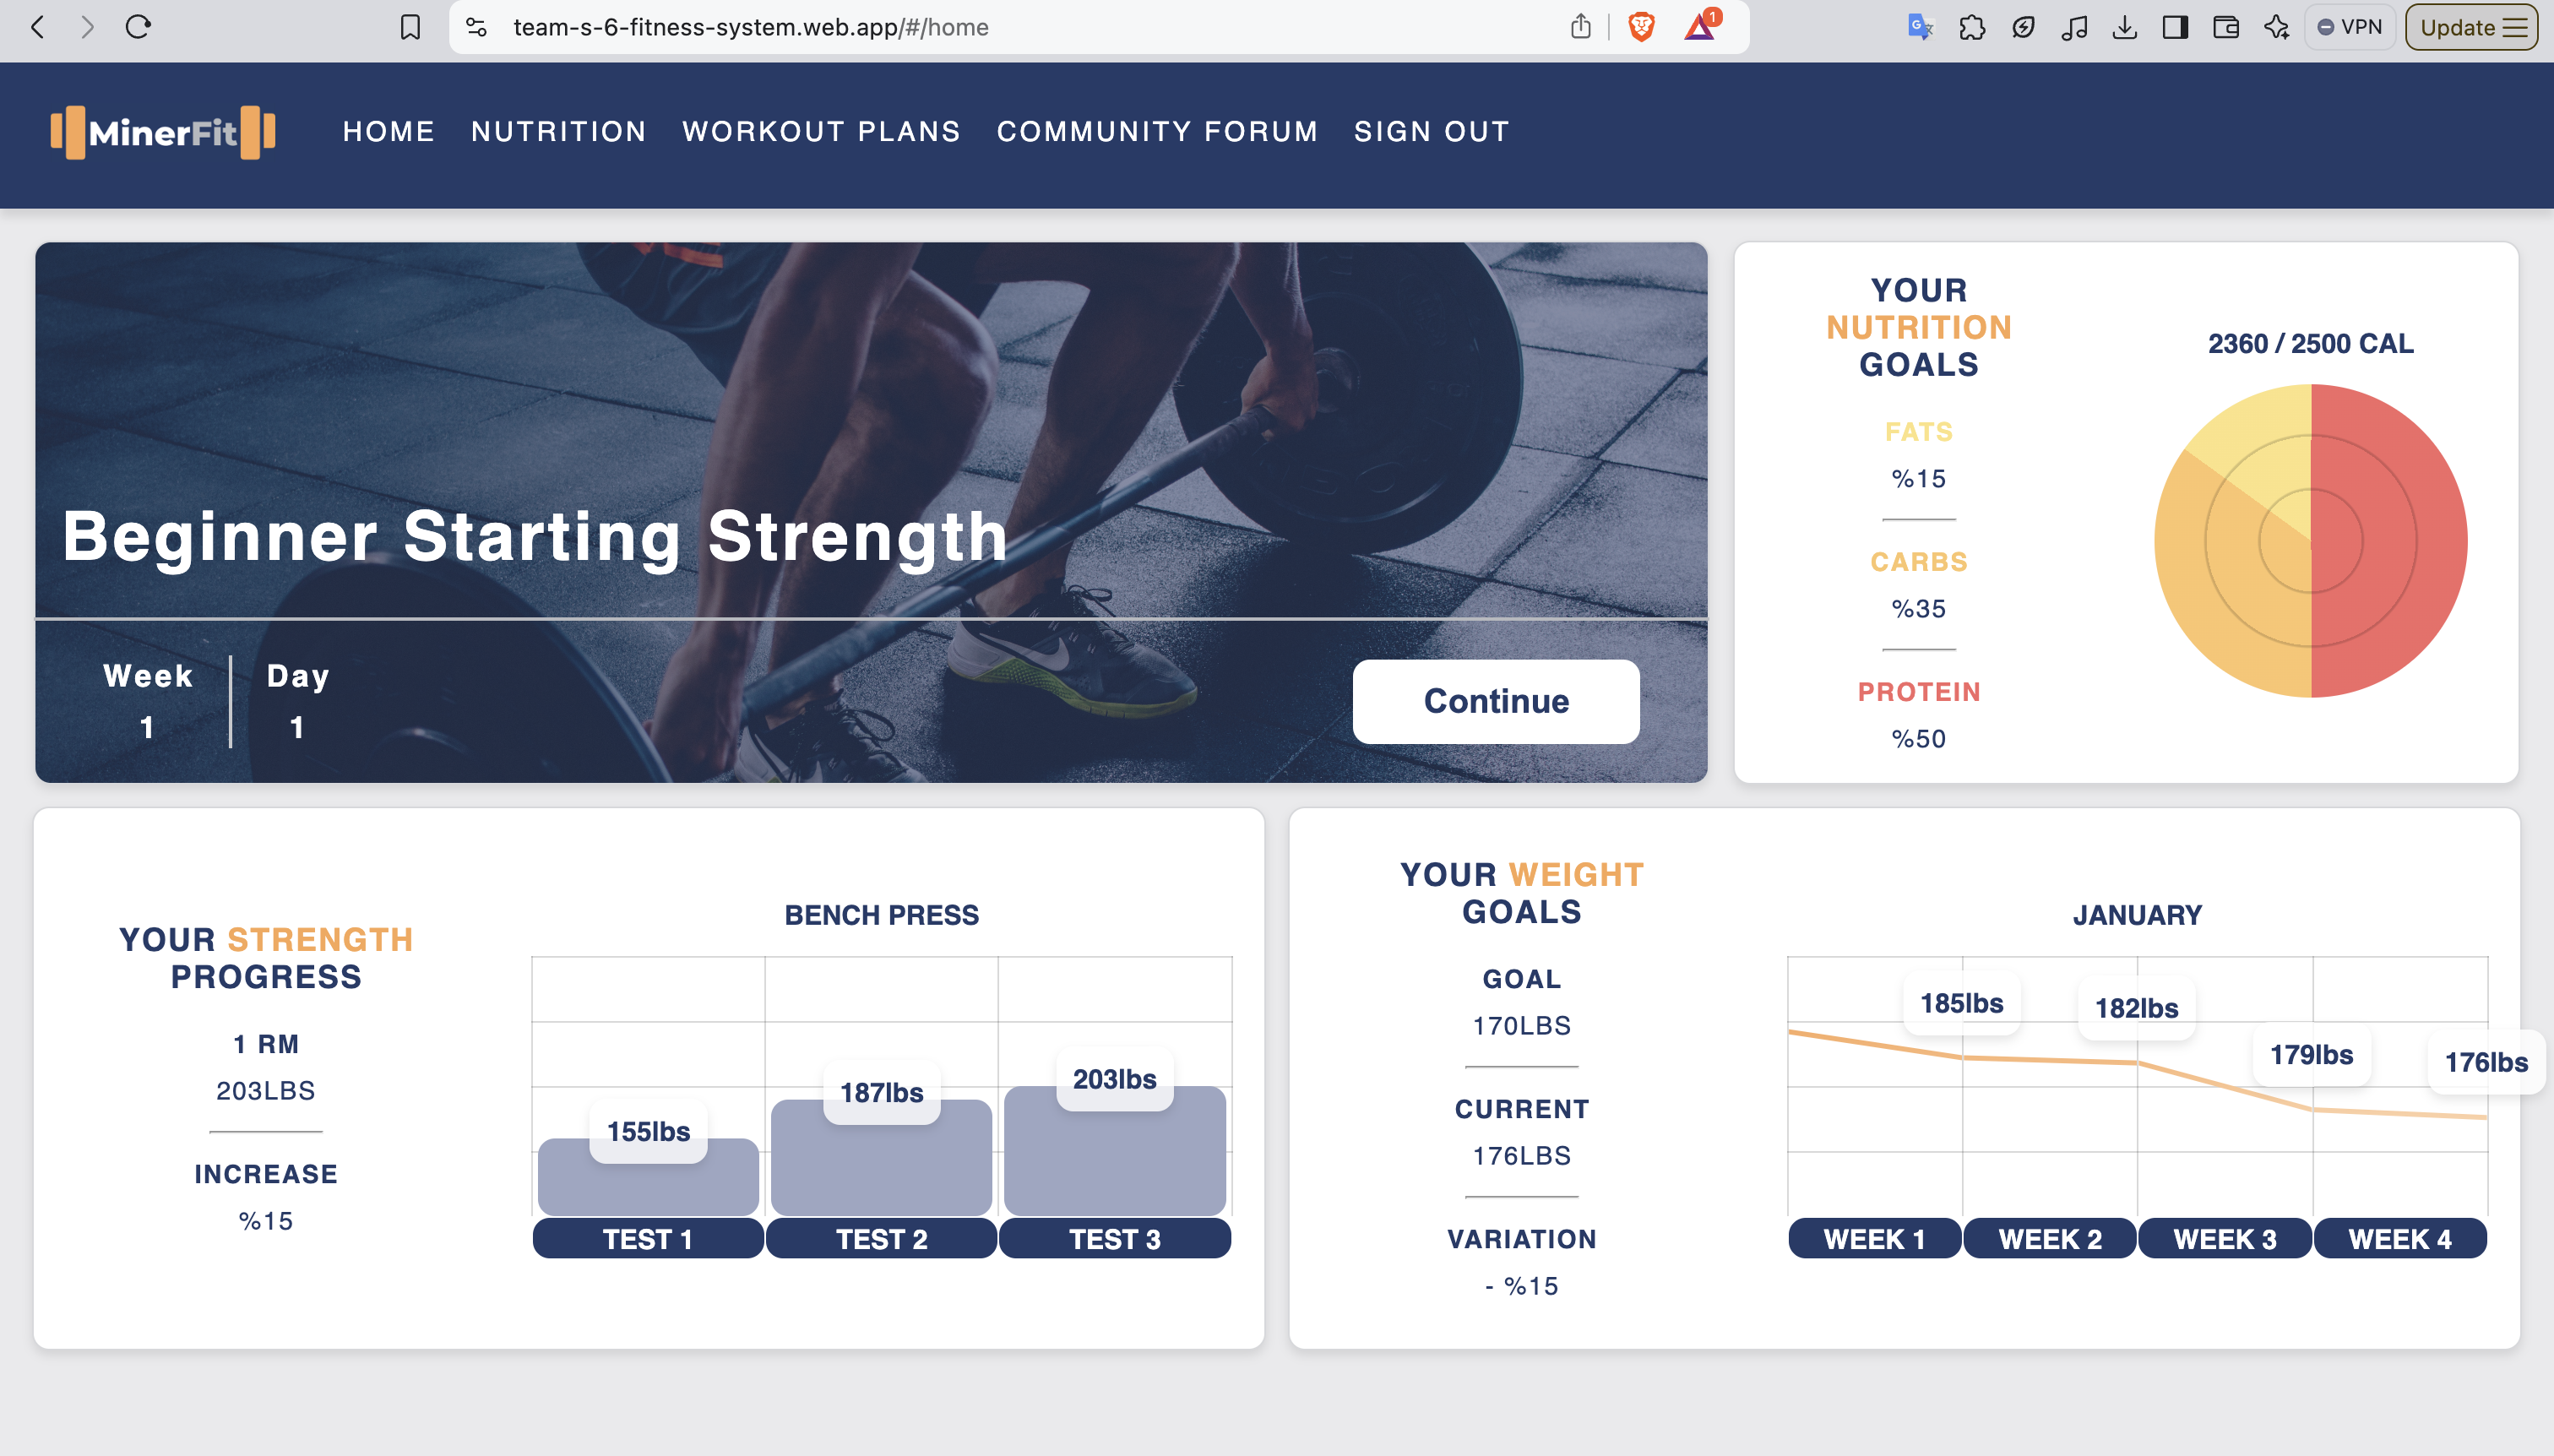 team-s-6-fitness-system.web.app/#/home
1
VPN
Update
MinerFit
HOME
NUTRITION
WORKOUT PLANS
COMMUNITY FORUM
SIGN OUT
Beginner Starting Strength
Week
1
Day
1
Continue
YOUR
NUTRITION
GOALS
FATS
%15
CARBS
%35
PROTEIN
%50
2360 / 2500 CAL
YOUR STRENGTH
PROGRESS
1 RM
203LBS
INCREASE
%15
BENCH PRESS
155lbs
187lbs
203lbs
TEST 1
TEST 2
TEST 3
YOUR WEIGHT
GOALS
GOAL
170LBS
CURRENT
176LBS
VARIATION
- %15
JANUARY
185lbs
182lbs
179lbs
176lbs
WEEK 1
WEEK 2
WEEK 3
WEEK 4